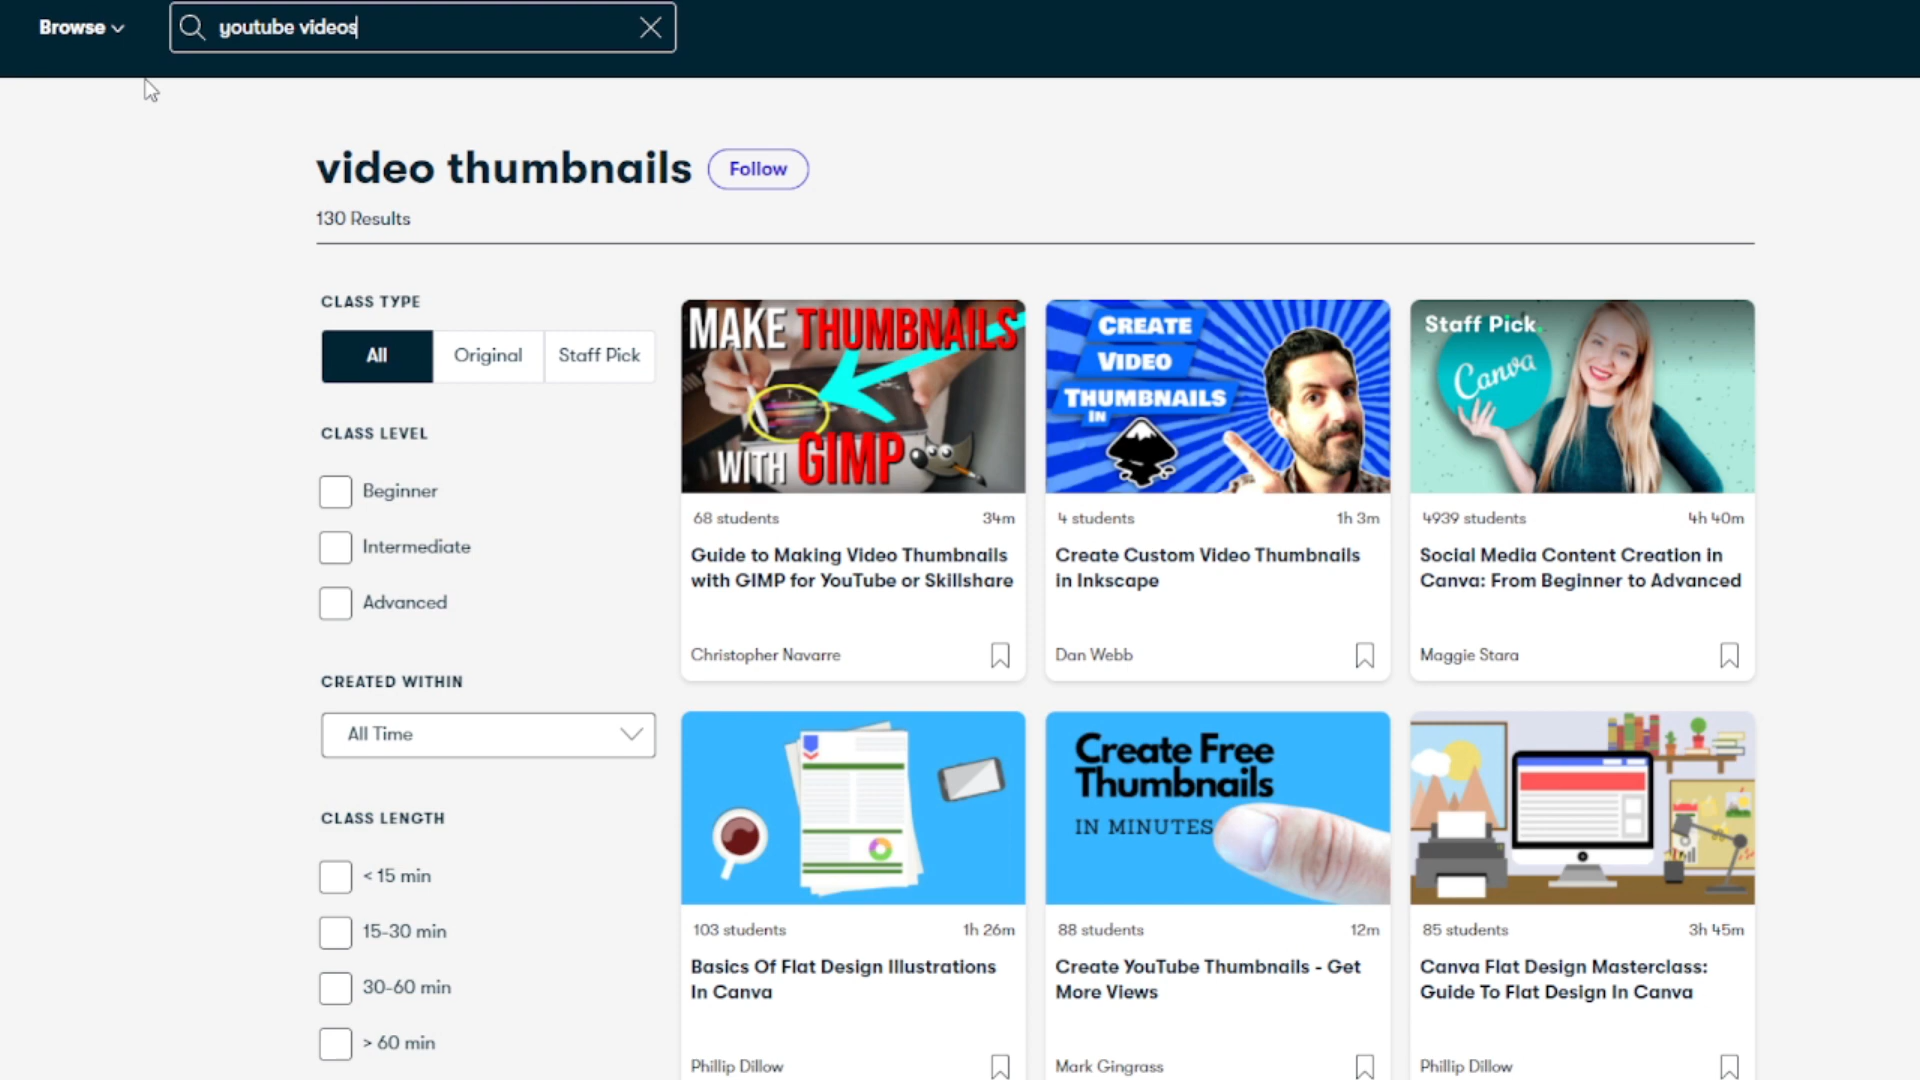 Browse
youtube videos
video thumbnails
Follow
130 Results
CLASS TYPE
All
Original
Staff Pick
CLASS LEVEL
Beginner
Intermediate
Advanced
CREATED WITHIN
All Time
CLASS LENGTH
< 15 min
15-30 min
30-60 min
> 60 min
MAKE THUMBNAILS
WITH GIMP
68 students
34m
Guide to Making Video Thumbnails
with GIMP for YouTube or Skillshare
Christopher Navarre
CREATE
VIDEO
THUMBNAILS
IN
4 students
1h 3m
Create Custom Video Thumbnails
in Inkscape
Dan Webb
Staff Pick.
Canva
4939 students
4h 40m
Social Media Content Creation in
Canva: From Beginner to Advanced
Maggie Stara
103 students
1h 26m
Basics Of Flat Design Illustrations
In Canva
Phillip Dillow
Create Free
Thumbnails
IN MINUTES
88 students
12m
Create YouTube Thumbnails - Get
More Views
Mark Gingrass
85 students
3h 45m
Canva Flat Design Masterclass:
Guide To Flat Design In Canva
Phillip Dillow